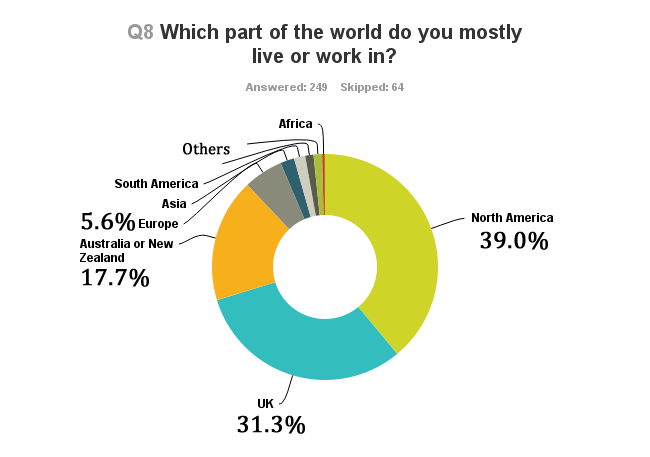 Q8 Which part of the world do you mostly
live or work in?
Answered: 249 Skipped: 64
Africa
Others
South America
Asia
5.6% Europe
Australia or New
Zealand
17.7%
North America
39.0%
UK
31.3%